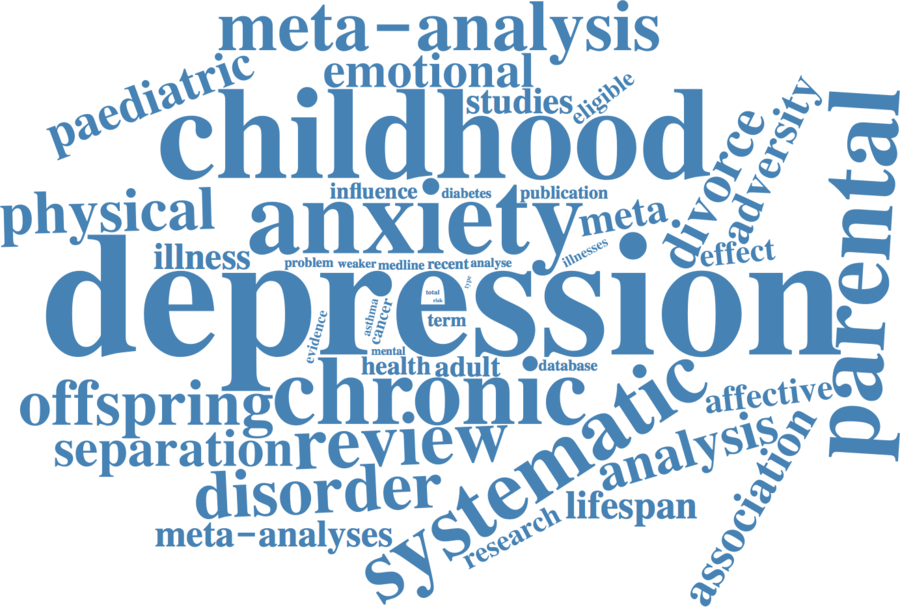 meta-analysis
paediatric
emotional
studies
eligible
childhood
divorce
adversity
parental
influence
diabetes
publication
physical
anxiety
meta
illness
problem
weaker
medline
recent
analyse
illnesses
effect
depression
type
total
risk
evidence
asthma
cancer
term
mental
health
adult
database
offspring
chronic
systematic
affective
separation
review
analysis
association
disorder
lifespan
meta-analyses
research